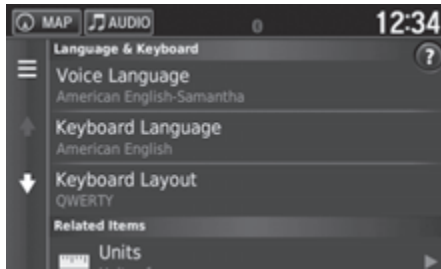 MAP AUDIO 0 12:34
Language & Keyboard
?
Voice Language
American English-Samantha
Keyboard Language
American English
Keyboard Layout
QWERTY
Related Items
Units